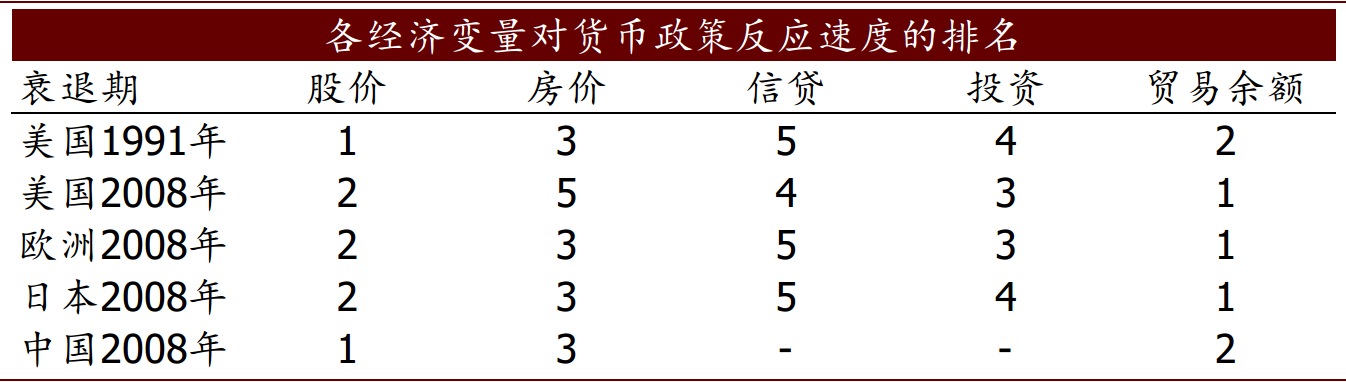 各经济变量对货币政策反应速度的排名
衰退期 股价 房价 信贷 投资 贸易余额
美国1991年 1 3 5 4 2
美国2008年 2 5 4 3 1
欧洲2008年 2 3 5 3 1
日本2008年 2 3 5 4 1
中国2008年 1 3 - - 2